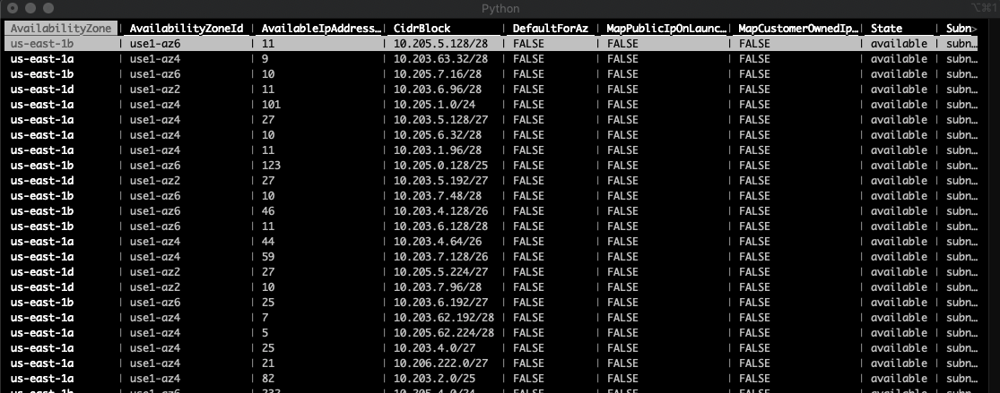 Python ⌥⌘1
AvailabilityZone | AvailabilityZoneId | AvailableIpAddress…| CidrBlock | DefaultForAz | MapPublicIpOnLaunc…| MapCustomerOwnedIp…| State | Subn>
us-east-1b | use1-az6 | 11 | 10.205.5.128/28 | FALSE | FALSE | FALSE | available | subn…
us-east-1a | use1-az4 | 9 | 10.203.63.32/28 | FALSE | FALSE | FALSE | available | subn…
us-east-1b | use1-az6 | 10 | 10.205.7.16/28 | FALSE | FALSE | FALSE | available | subn…
us-east-1d | use1-az2 | 11 | 10.203.6.96/28 | FALSE | FALSE | FALSE | available | subn…
us-east-1a | use1-az4 | 101 | 10.205.1.0/24 | FALSE | FALSE | FALSE | available | subn…
us-east-1a | use1-az4 | 27 | 10.203.5.128/27 | FALSE | FALSE | FALSE | available | subn…
us-east-1a | use1-az4 | 10 | 10.205.6.32/28 | FALSE | FALSE | FALSE | available | subn…
us-east-1a | use1-az4 | 11 | 10.203.1.96/28 | FALSE | FALSE | FALSE | available | subn…
us-east-1b | use1-az6 | 123 | 10.205.0.128/25 | FALSE | FALSE | FALSE | available | subn…
us-east-1d | use1-az2 | 27 | 10.203.5.192/27 | FALSE | FALSE | FALSE | available | subn…
us-east-1b | use1-az6 | 10 | 10.203.7.48/28 | FALSE | FALSE | FALSE | available | subn…
us-east-1b | use1-az6 | 46 | 10.203.4.128/26 | FALSE | FALSE | FALSE | available | subn…
us-east-1b | use1-az6 | 11 | 10.203.6.128/28 | FALSE | FALSE | FALSE | available | subn…
us-east-1a | use1-az4 | 44 | 10.203.4.64/26 | FALSE | FALSE | FALSE | available | subn…
us-east-1a | use1-az4 | 59 | 10.203.7.128/26 | FALSE | FALSE | FALSE | available | subn…
us-east-1d | use1-az2 | 27 | 10.205.5.224/27 | FALSE | FALSE | FALSE | available | subn…
us-east-1d | use1-az2 | 10 | 10.203.7.96/28 | FALSE | FALSE | FALSE | available | subn…
us-east-1b | use1-az6 | 25 | 10.203.6.192/27 | FALSE | FALSE | FALSE | available | subn…
us-east-1a | use1-az4 | 7 | 10.203.62.192/28 | FALSE | FALSE | FALSE | available | subn…
us-east-1a | use1-az4 | 5 | 10.205.62.224/28 | FALSE | FALSE | FALSE | available | subn…
us-east-1a | use1-az4 | 25 | 10.203.4.0/27 | FALSE | FALSE | FALSE | available | subn…
us-east-1a | use1-az4 | 21 | 10.206.222.0/27 | FALSE | FALSE | FALSE | available | subn…
us-east-1a | use1-az4 | 82 | 10.203.2.0/25 | FALSE | FALSE | FALSE | available | subn…
us-east-1b | use1-az6 | 232 | 10.205.4.0/24 | FALSE | FALSE | FALSE | available | subn…